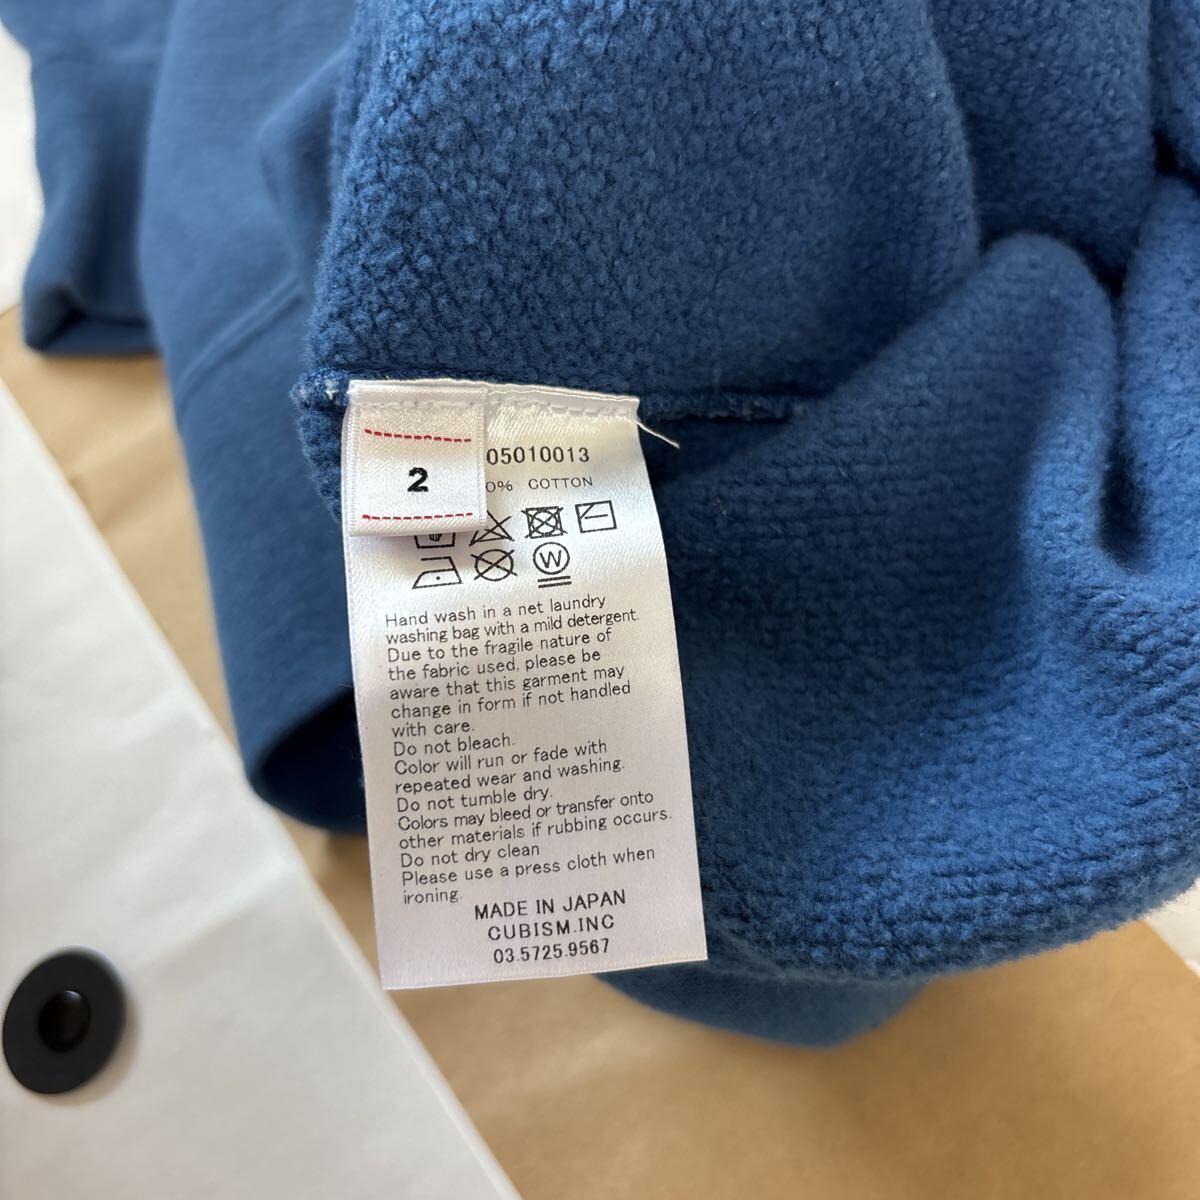 2
05010013
0% COTTON
W
Hand wash in a net laundry
washing bag with a mild detergent.
Due to the fragile nature of
the fabric used, please be
aware that this garment may
change in form if not handled
with care.
Do not bleach.
Color will run or fade with
repeated wear and washing.
Do not tumble dry.
Colors may bleed or transfer onto
other materials if rubbing occurs.
Do not dry clean
Please use a press cloth when
ironing.
MADE IN JAPAN
CUBISM.INC
03.5725.9567